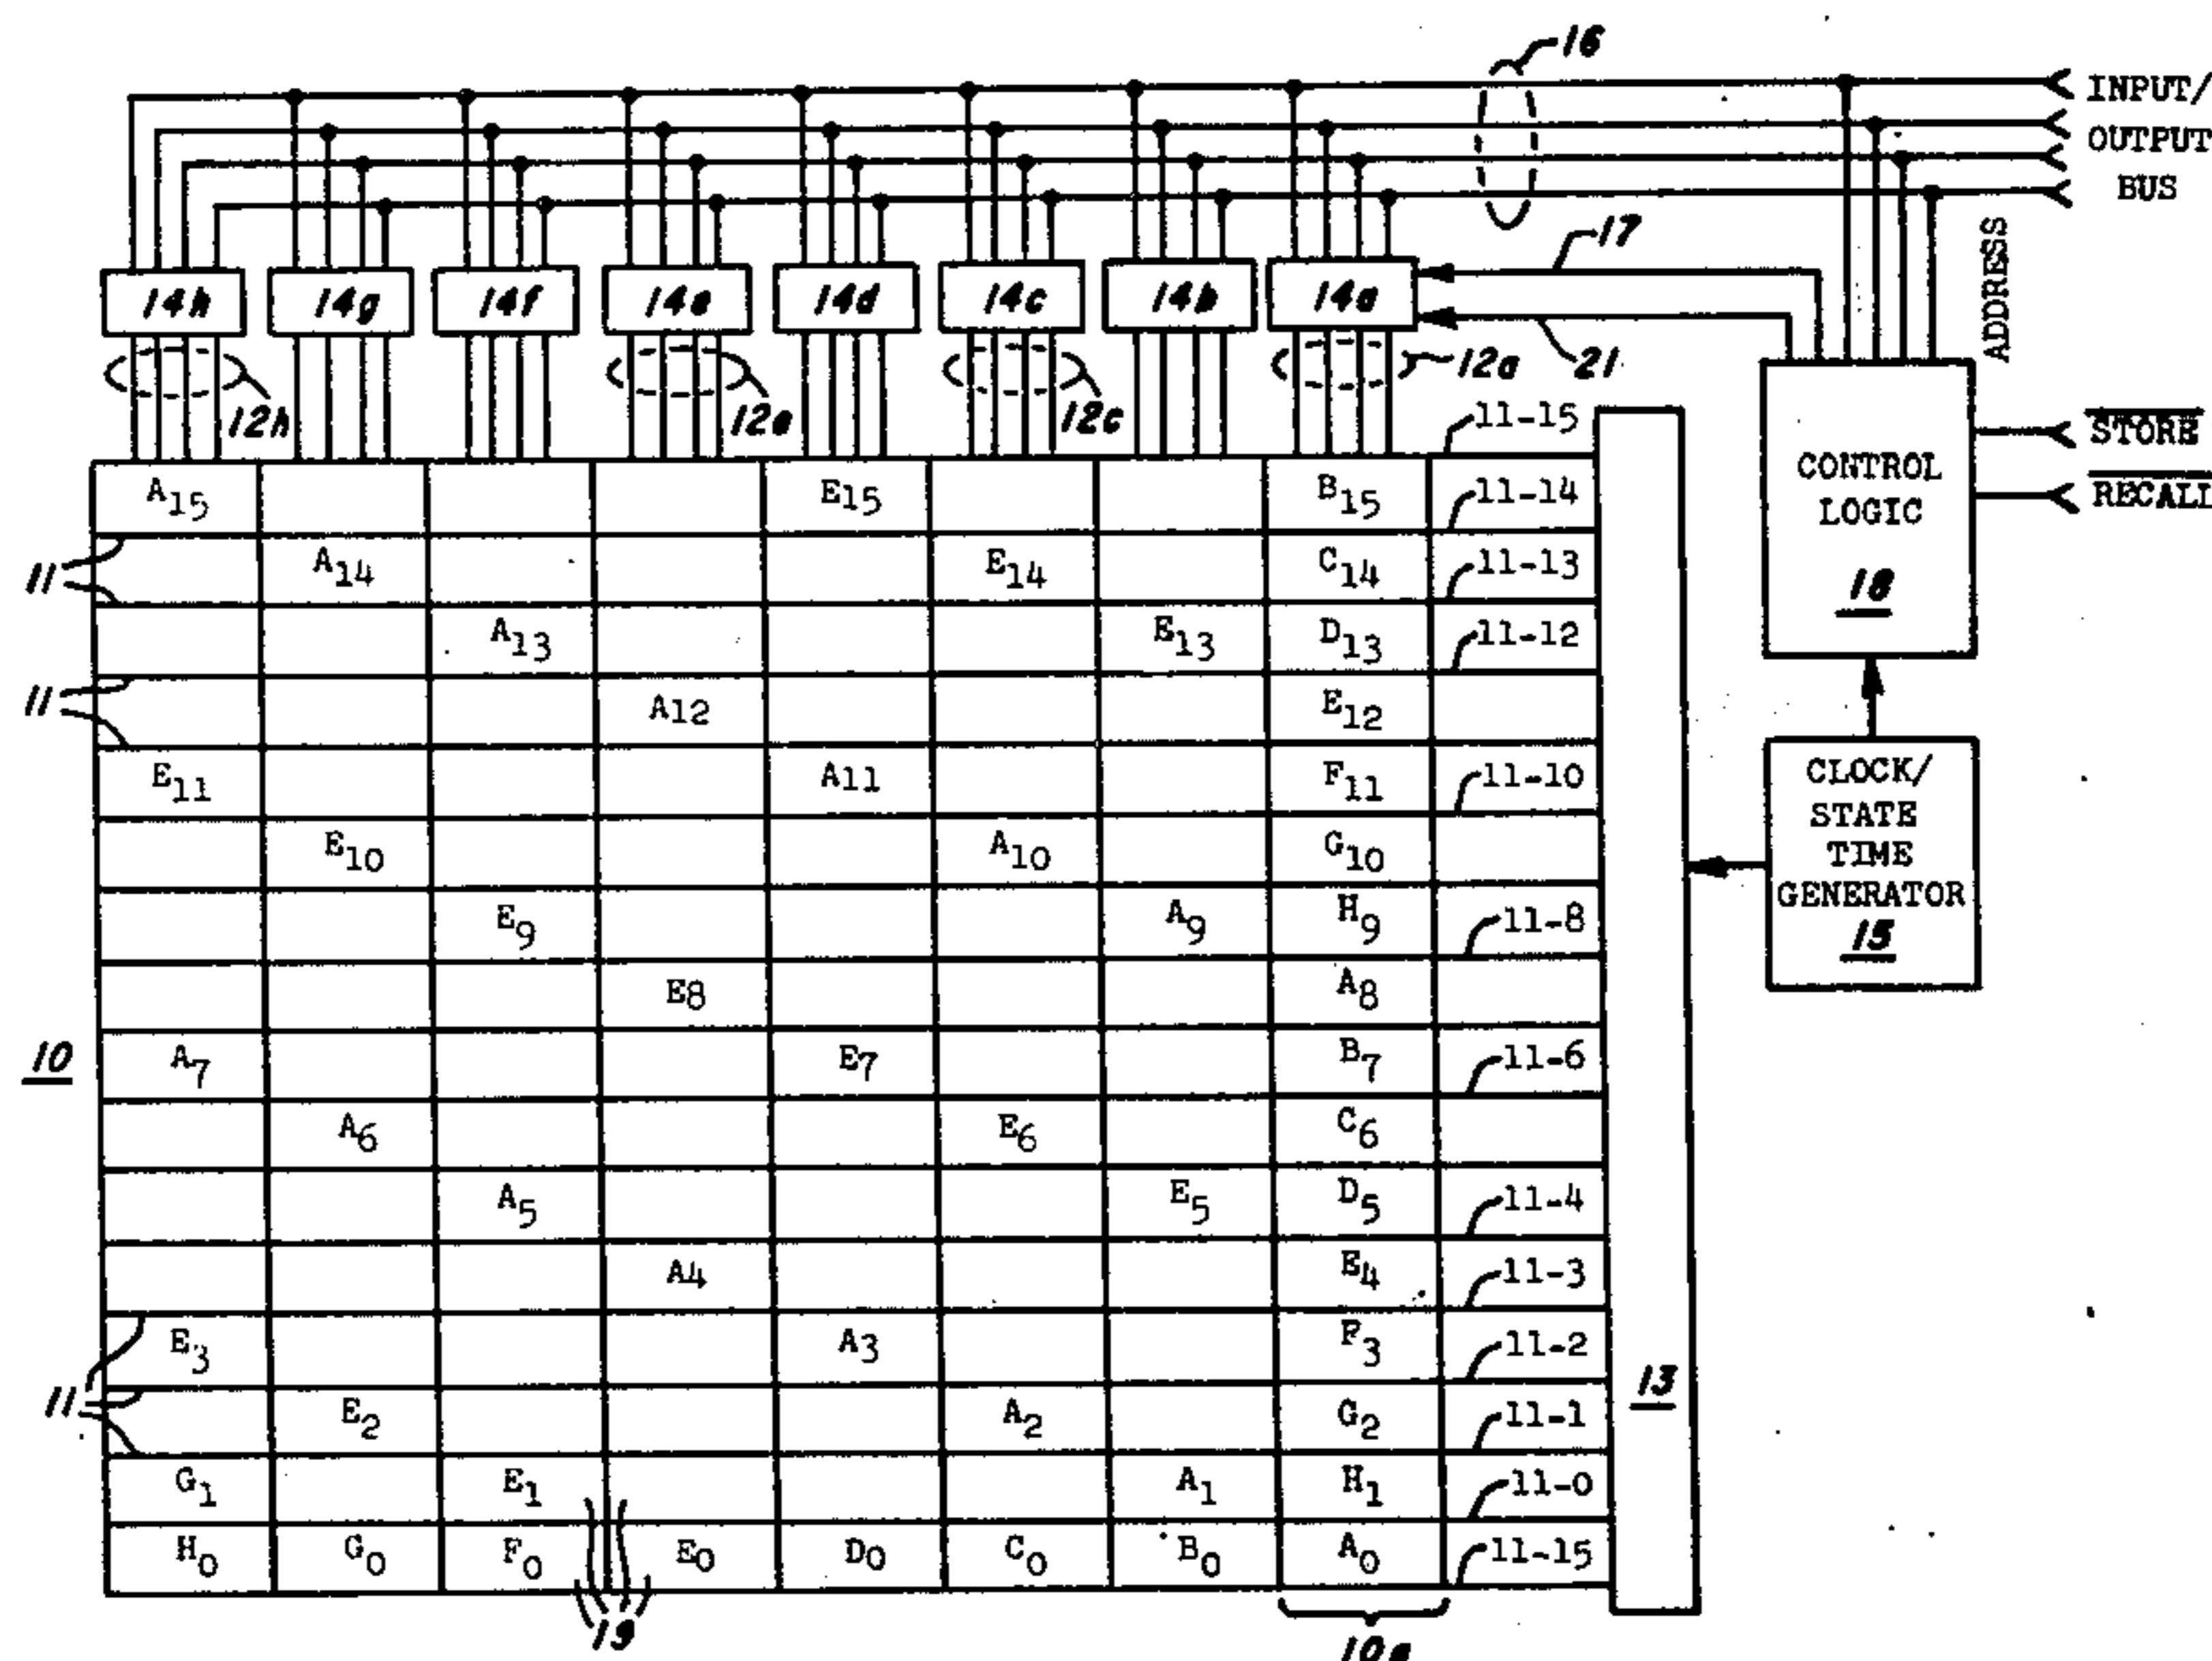 16
INPUT/
OUTPUT
BUS
17
ADDRESS
14h 14g 14f 14e 14d 14c 14b 14a
21
12h 12e 12c 12a
11-15
STORE
RECALL
CONTROL
LOGIC
18
A15 E15 B15 11-14
11
A14 E14 C14 11-13
A13 E13 D13 11-12
11
A12 E12
E11 A11 F11 11-10
CLOCK/
STATE
TIME
GENERATOR
15
E10 A10 G10
E9 A9 H9 11-8
E8 A8
10
A7 E7 B7 11-6
A6 E6 C6
A5 E5 D5 11-4
A4 E4 11-3
E3 A3 F3 11-2
11
13
E2 A2 G2 11-1
G1 E1 A1 H1 11-0
H0 G0 F0 E0 D0 C0 B0 A0 11-15
19
10a